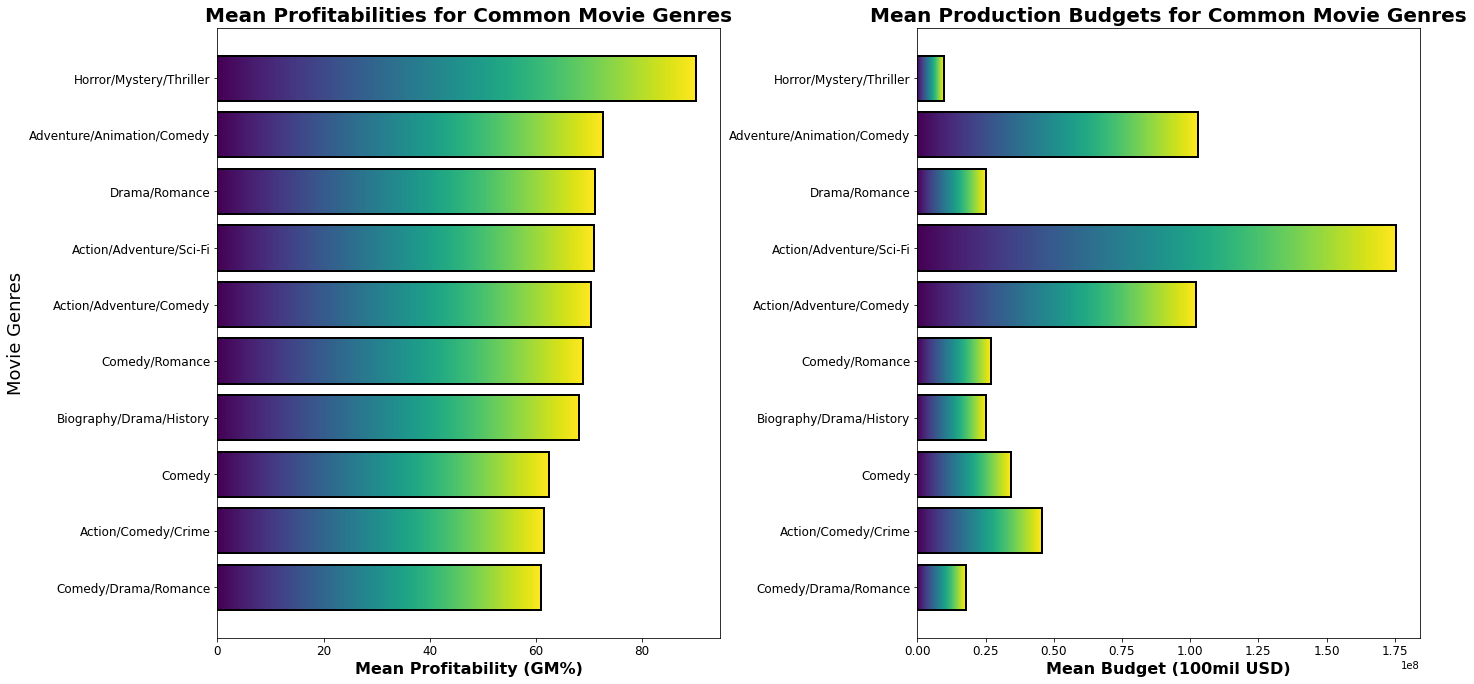 Mean Profitabilities for Common Movie Genres
Movie Genres
Horror/Mystery/Thriller
Adventure/Animation/Comedy
Drama/Romance
Action/Adventure/Sci-Fi
Action/Adventure/Comedy
Comedy/Romance
Biography/Drama/History
Comedy
Action/Comedy/Crime
Comedy/Drama/Romance
0 20 40 60 80
Mean Profitability (GM%)
Mean Production Budgets for Common Movie Genres
Horror/Mystery/Thriller
Adventure/Animation/Comedy
Drama/Romance
Action/Adventure/Sci-Fi
Action/Adventure/Comedy
Comedy/Romance
Biography/Drama/History
Comedy
Action/Comedy/Crime
Comedy/Drama/Romance
0.00 0.25 0.50 0.75 1.00 1.25 1.50 1.75
1e8
Mean Budget (100mil USD)